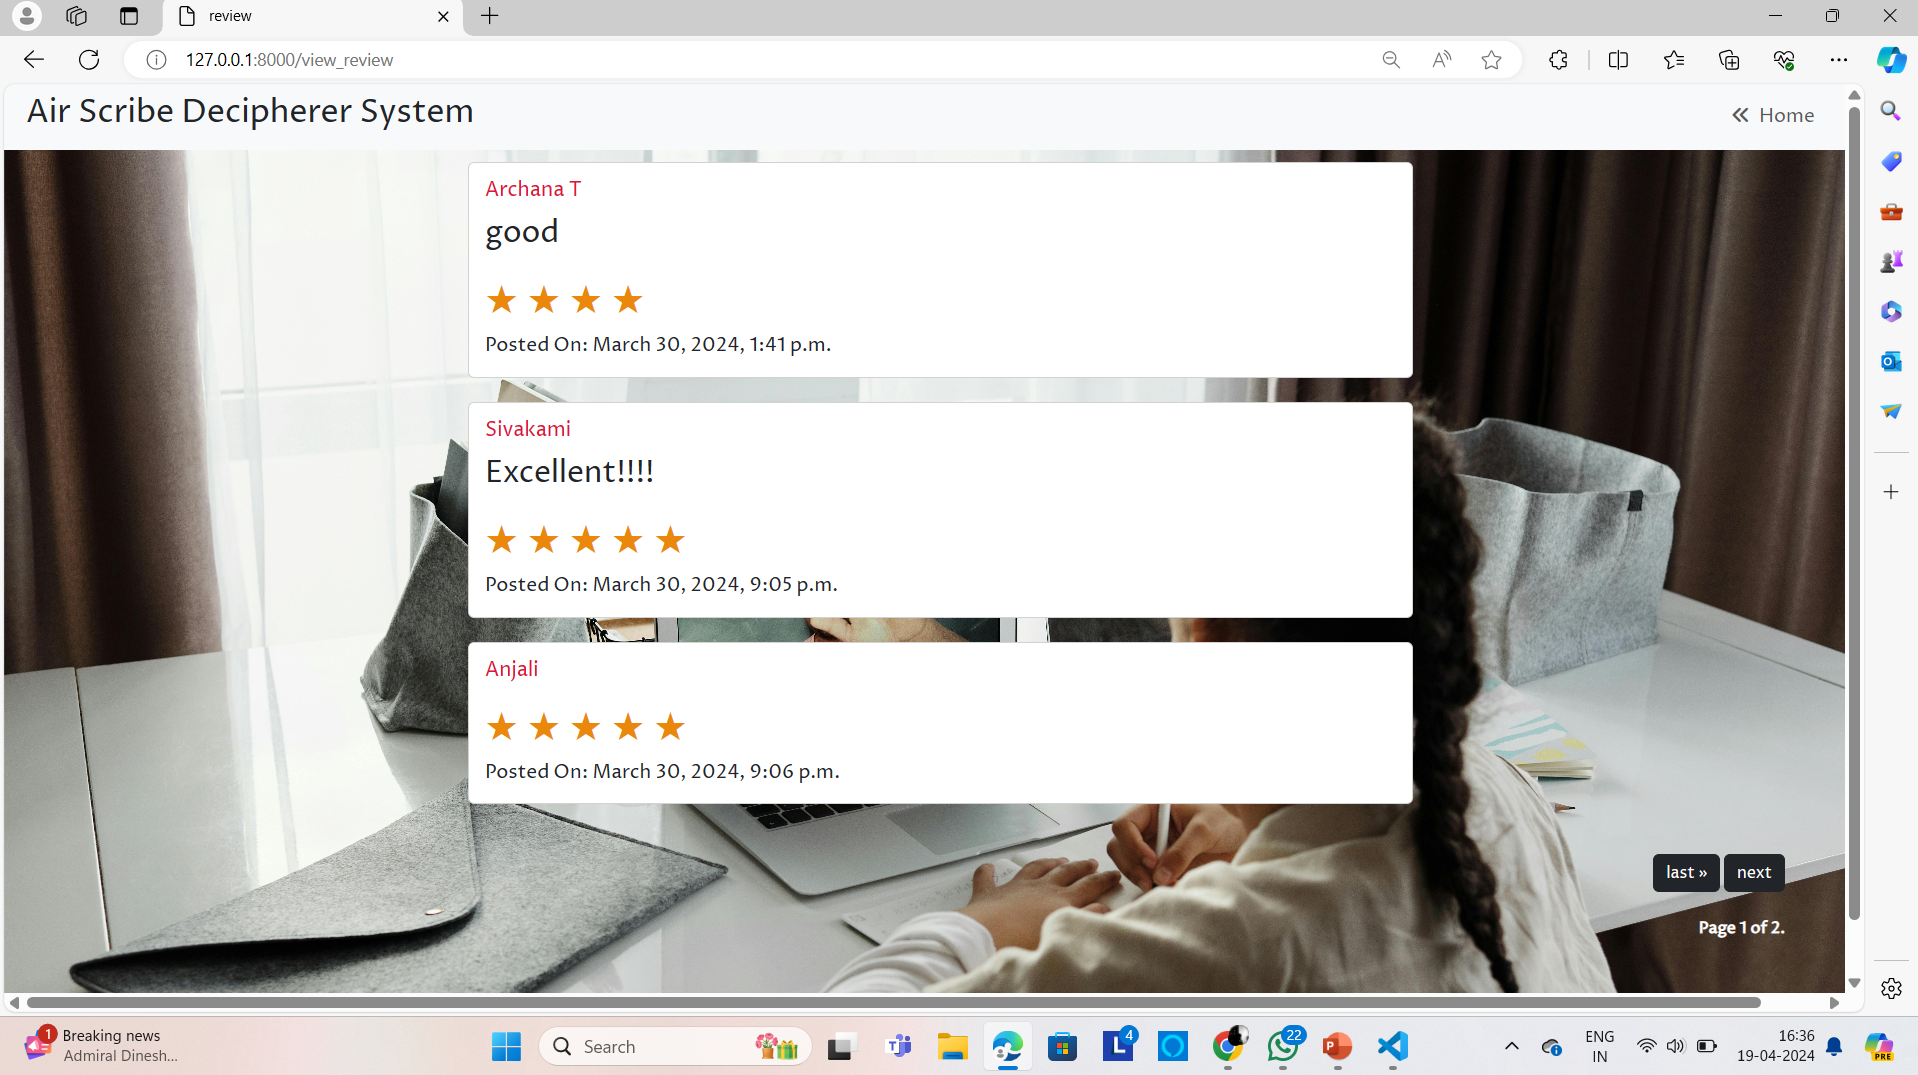 review
127.0.0.1:8000/view_review
Air Scribe Decipherer System
Home
Archana T
good
Posted On: March 30, 2024, 1:41 p.m.
Sivakami
Excellent!!!!
Posted On: March 30, 2024, 9:05 p.m.
Anjali
Posted On: March 30, 2024, 9:06 p.m.
last » next
Page 1 of 2.
1 Breaking news
Admiral Dinesh...
Search
4
22
ENG
IN
16:36
19-04-2024
PRE